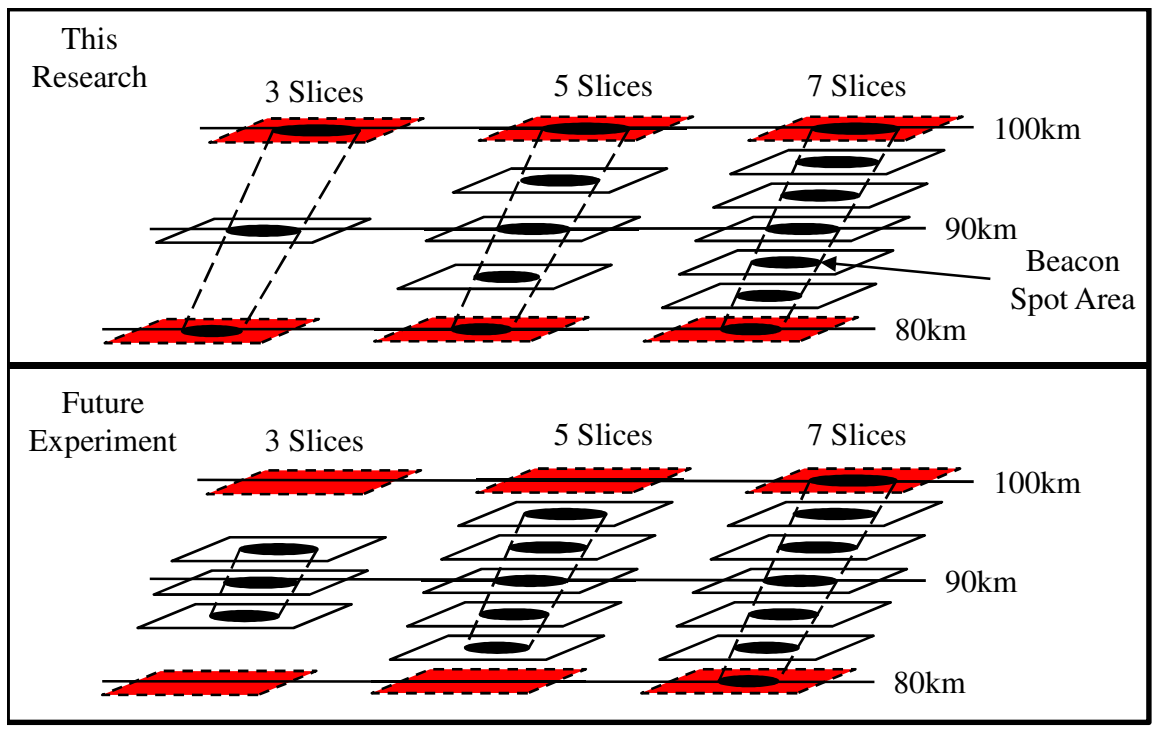 This
Research
3 Slices
5 Slices
7 Slices
100km
90km
Beacon
Spot Area
80km
Future
Experiment
3 Slices
5 Slices
7 Slices
100km
90km
80km